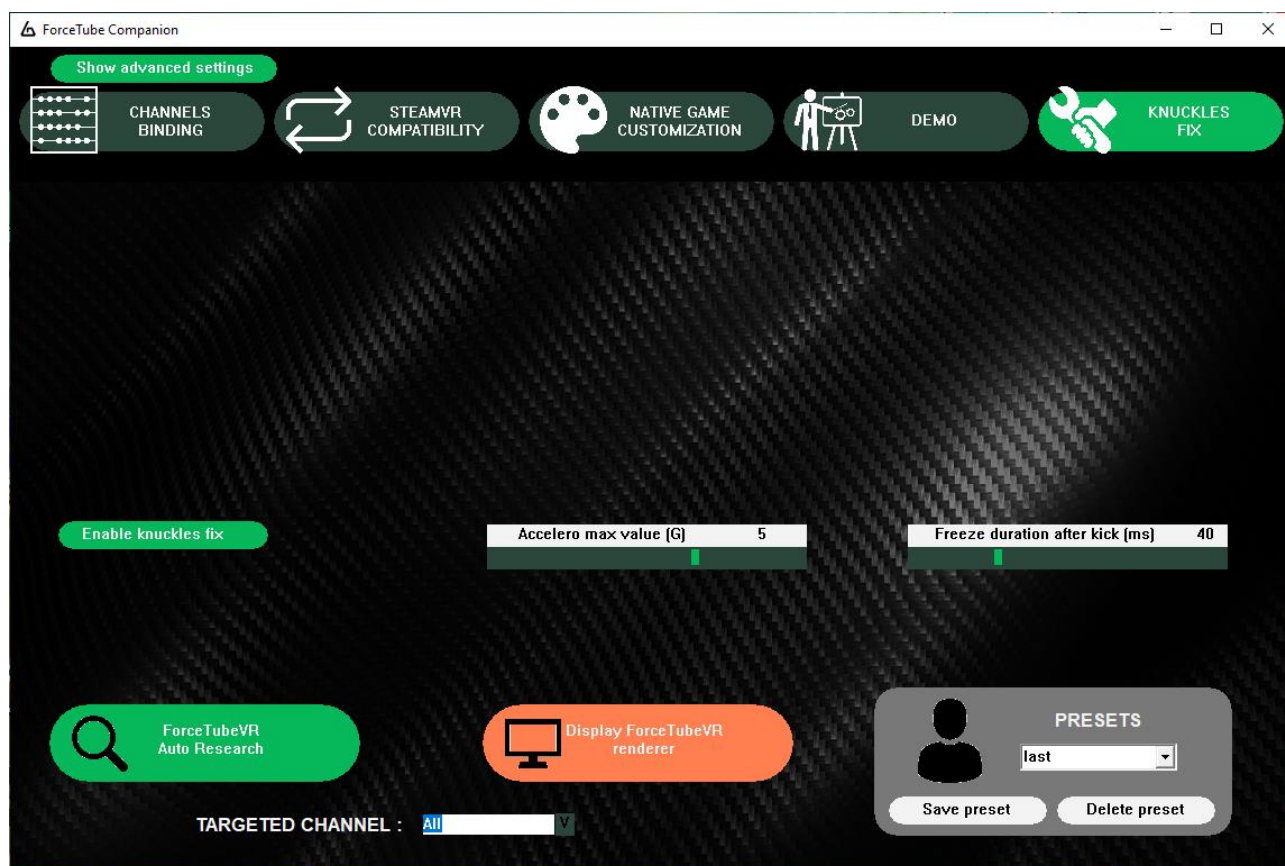 ForceTube Companion
Show advanced settings
CHANNELS
BINDING
STEAMVR
COMPATIBILITY
NATIVE GAME
CUSTOMIZATION
DEMO
KNUCKLES
FIX
Enable knuckles fix
Accelero max value (G) 5
Freeze duration after kick (ms) 40
ForceTubeVR
Auto Research
Display ForceTubeVR
renderer
PRESETS
last
Save preset
Delete preset
TARGETED CHANNEL : All V